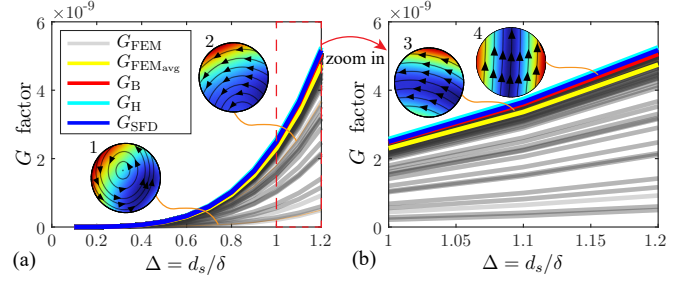 ×10⁻⁹
6
4
2
0
G factor
G_FEM
G_FEMavg
G_B
G_H
G_SFD
1
2
0 0.2 0.4 0.6 0.8 1 1.2
(a) Δ = d_s/δ
zoom in
×10⁻⁹
6
4
2
0
G factor
3
4
1 1.05 1.1 1.15 1.2
(b) Δ = d_s/δ